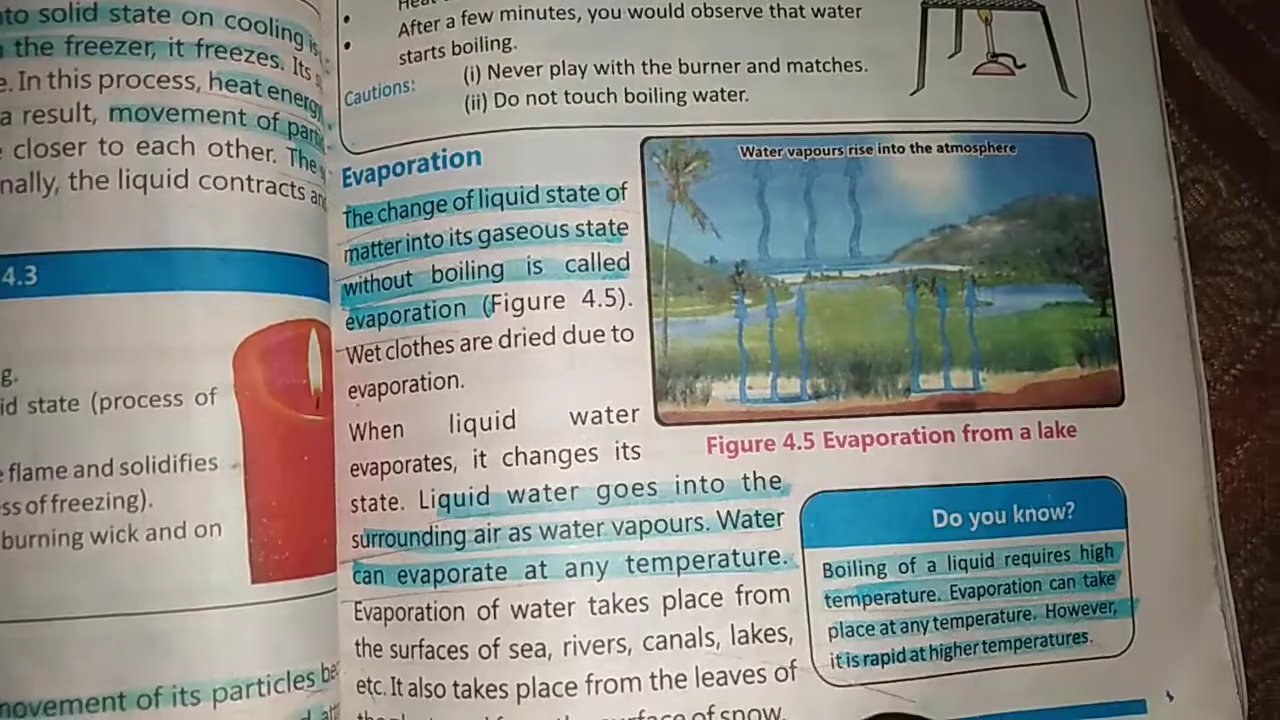 nto solid state on cooling is
the freezer, it freezes. Its
e. In this process, heat energy
a result, movement of
closer to each other. The
nally, the liquid contracts
4.3
g.
id state (process of
flame and solidifies
ss of freezing).
burning wick and on
movement of its particles
After a few minutes, you would observe that water
starts boiling.
Cautions:
(i) Never play with the burner and matches.
(ii) Do not touch boiling water.
Evaporation
The change of liquid state of
matter into its gaseous state
without boiling is called
evaporation (Figure 4.5).
Wet clothes are dried due to
evaporation.
When liquid water
evaporates, it changes its
state. Liquid water goes into the
surrounding air as water vapours. Water
can evaporate at any temperature.
Evaporation of water takes place from
the surfaces of sea, rivers, canals, lakes,
etc. It also takes place from the leaves of
surface of snow.
Water vapours rise into the atmosphere
Figure 4.5 Evaporation from a lake
Do you know?
Boiling of a liquid requires high
temperature. Evaporation can take
place at any temperature. However,
it is rapid at higher temperatures.